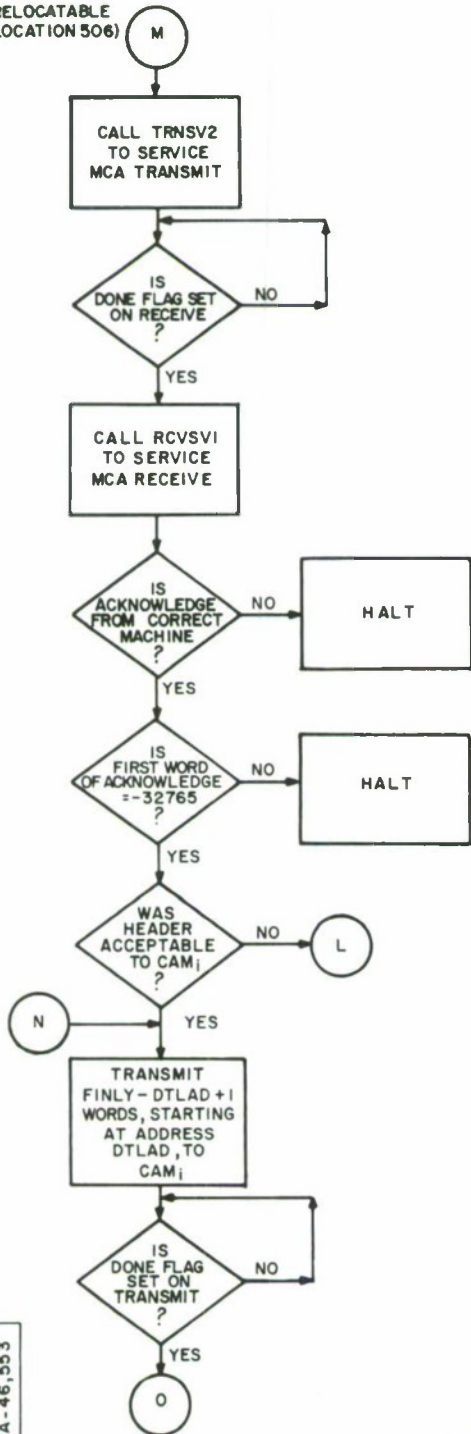 RELOCATABLE
LOCATION 506)
M
CALL TRNSV2
TO SERVICE
MCA TRANSMIT
IS
DONE FLAG SET
ON RECEIVE
?
NO
YES
CALL RCVSV1
TO SERVICE
MCA RECEIVE
IS
ACKNOWLEDGE
FROM CORRECT
MACHINE
?
NO
HALT
YES
IS
FIRST WORD
OF ACKNOWLEDGE
=-32765
?
NO
HALT
YES
WAS
HEADER
ACCEPTABLE
TO CAMi
?
NO
L
N
YES
TRANSMIT
FINLY-DTLAD+1
WORDS, STARTING
AT ADDRESS
DTLAD, TO
CAMi
IS
DONE FLAG
SET ON
TRANSMIT
?
NO
YES
O
A-46,553